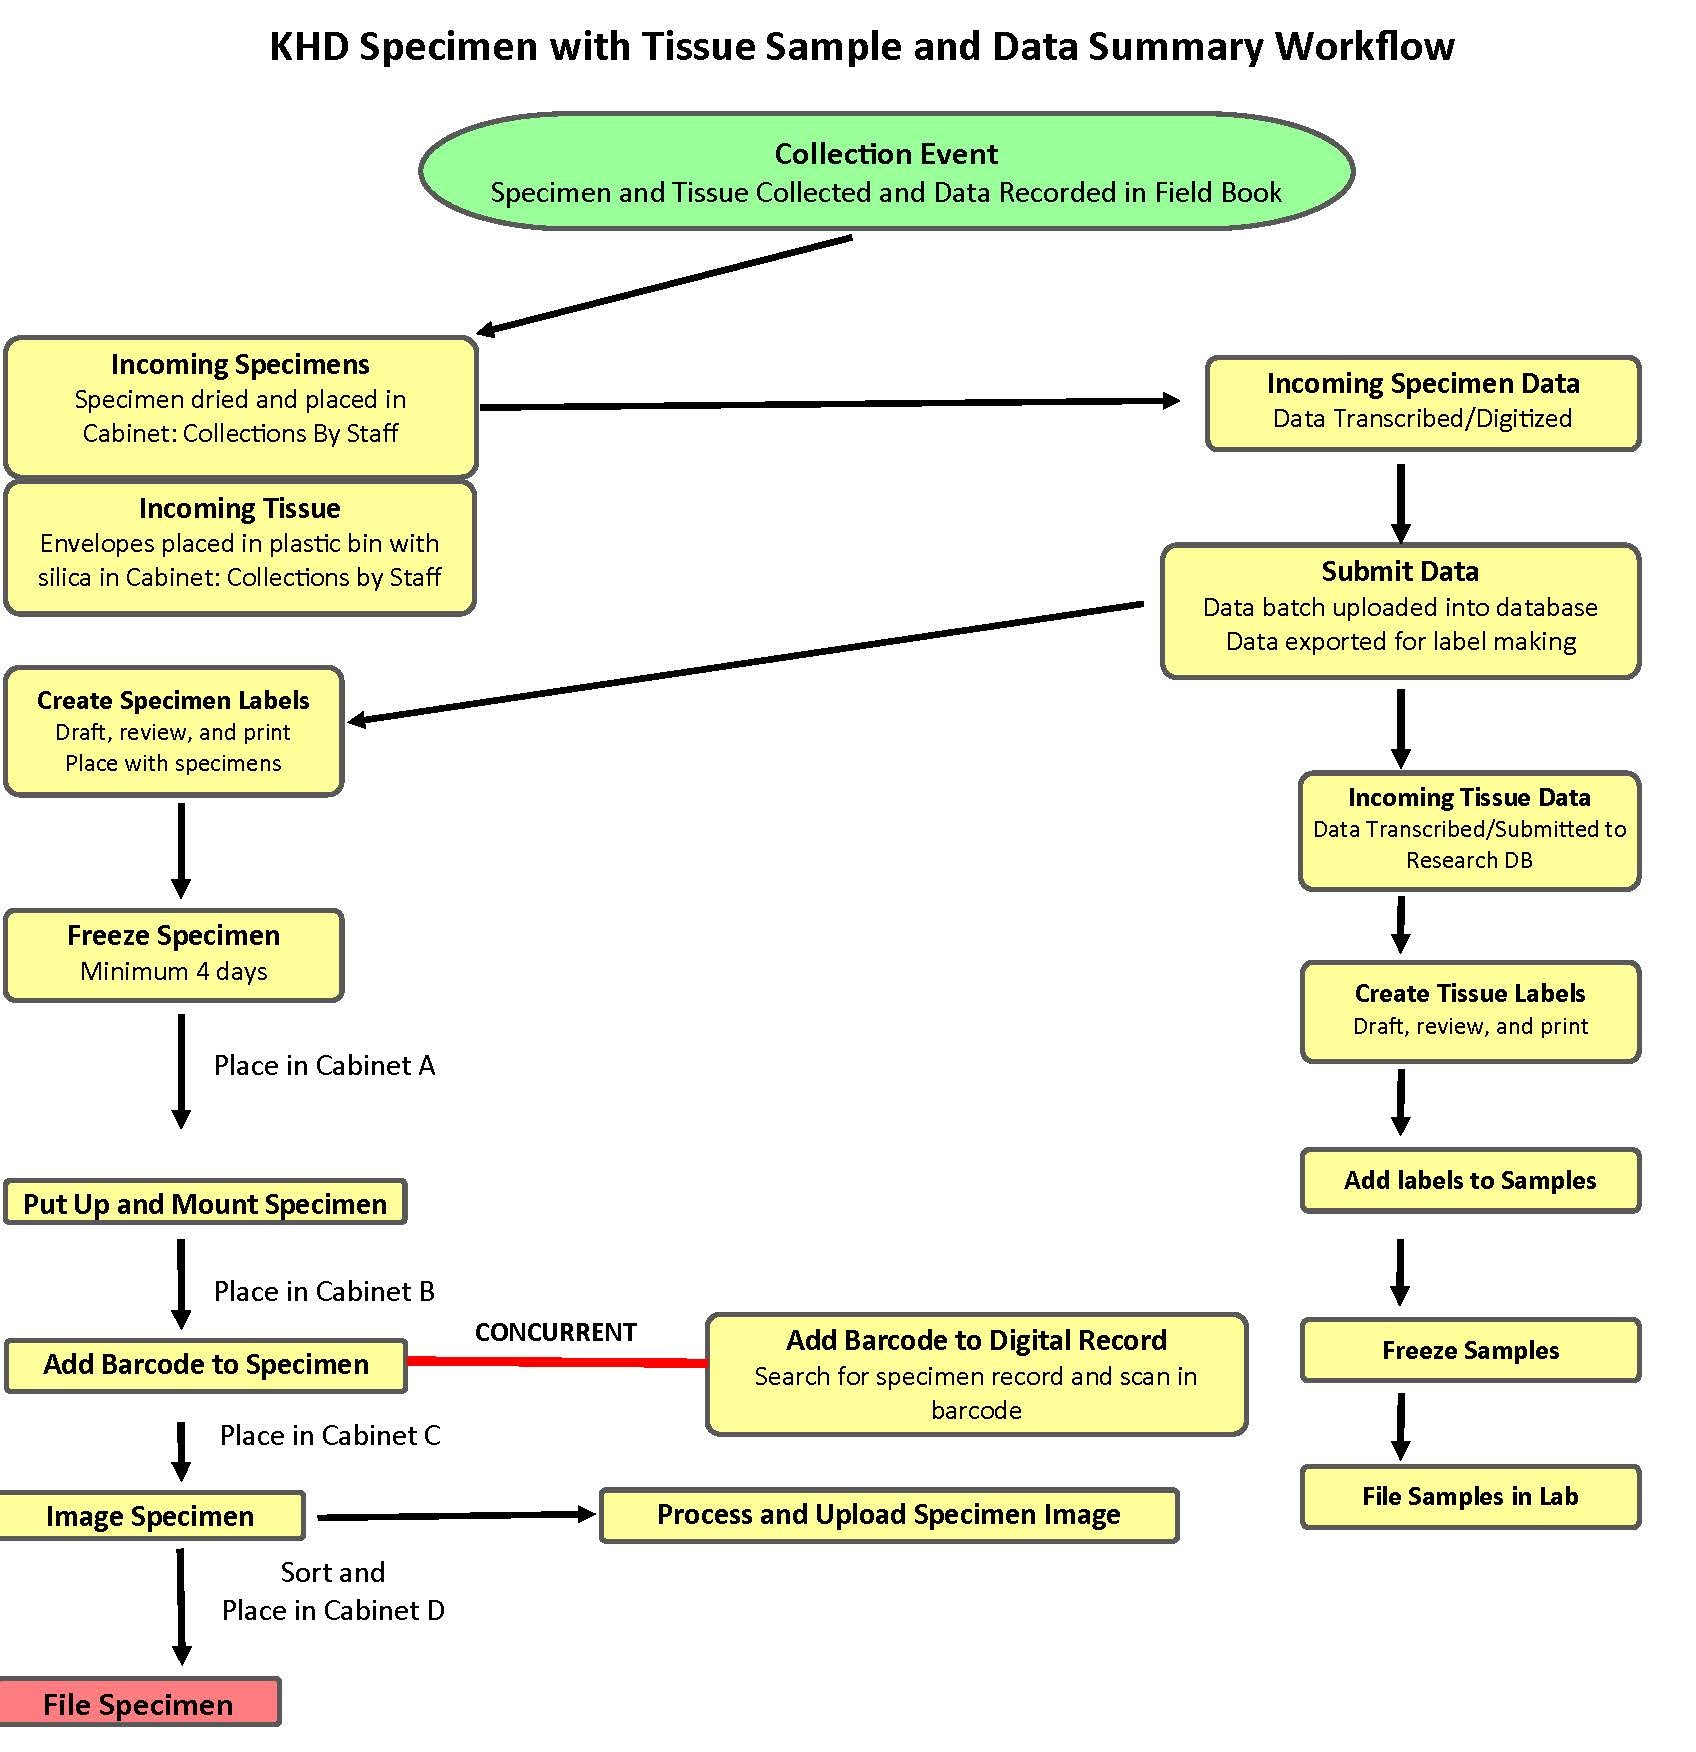 KHD Specimen with Tissue Sample and Data Summary Workflow
Collection Event
Specimen and Tissue Collected and Data Recorded in Field Book
Incoming Specimens
Specimen dried and placed in
Cabinet: Collections By Staff
Incoming Specimen Data
Data Transcribed/Digitized
Incoming Tissue
Envelopes placed in plastic bin with
silica in Cabinet: Collections by Staff
Submit Data
Data batch uploaded into database
Data exported for label making
Create Specimen Labels
Draft, review, and print
Place with specimens
Incoming Tissue Data
Data Transcribed/Submitted to
Research DB
Freeze Specimen
Minimum 4 days
Create Tissue Labels
Draft, review, and print
Place in Cabinet A
Add labels to Samples
Put Up and Mount Specimen
Place in Cabinet B
CONCURRENT
Add Barcode to Specimen
Add Barcode to Digital Record
Search for specimen record and scan in
barcode
Freeze Samples
Place in Cabinet C
File Samples in Lab
Image Specimen
Process and Upload Specimen Image
Sort and
Place in Cabinet D
File Specimen